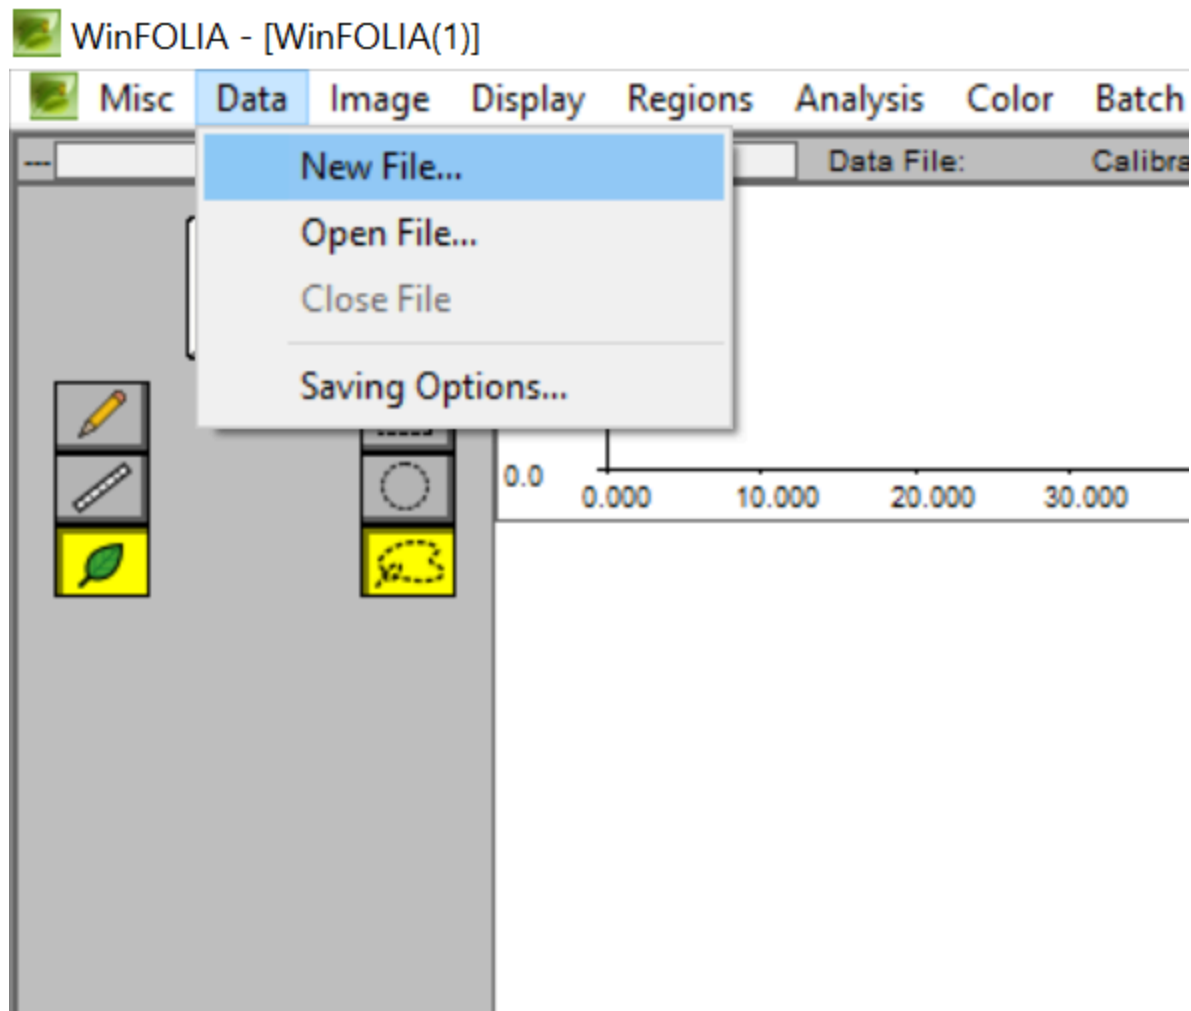 WinFOLIA - [WinFOLIA(1)]
Misc Data Image Display Regions Analysis Color Batch
--- Data File: Calibra
New File...
Open File...
Close File
Saving Options...
0.0
0.000 10.000 20.000 30.000